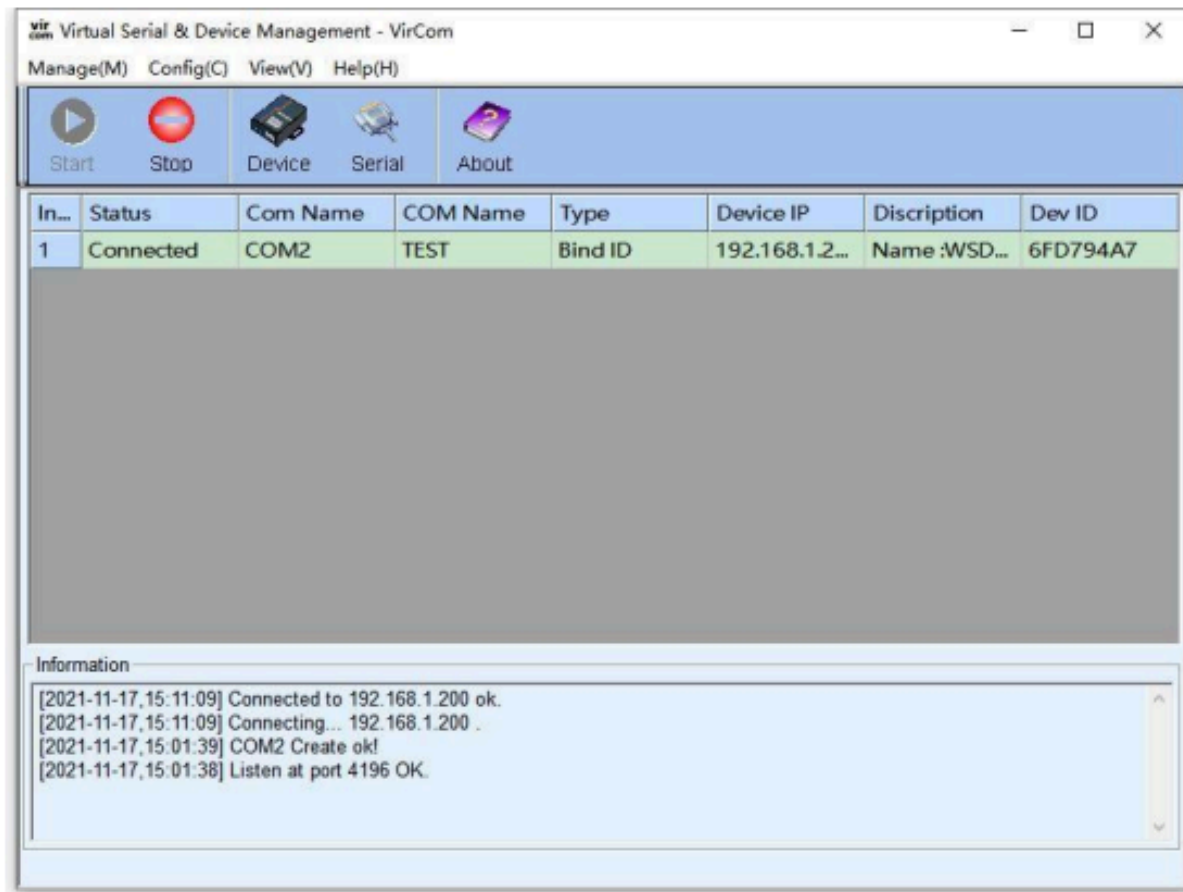 vir com Virtual Serial & Device Management - VirCom
Manage(M) Config(C) View(V) Help(H)
Start Stop Device Serial About
In... Status Com Name COM Name Type Device IP Discription Dev ID
1 Connected COM2 TEST Bind ID 192.168.1.2... Name :WSD... 6FD794A7
Information
[2021-11-17,15:11:09] Connected to 192.168.1.200 ok.
[2021-11-17,15:11:09] Connecting... 192.168.1.200 .
[2021-11-17,15:01:39] COM2 Create ok!
[2021-11-17,15:01:38] Listen at port 4196 OK.